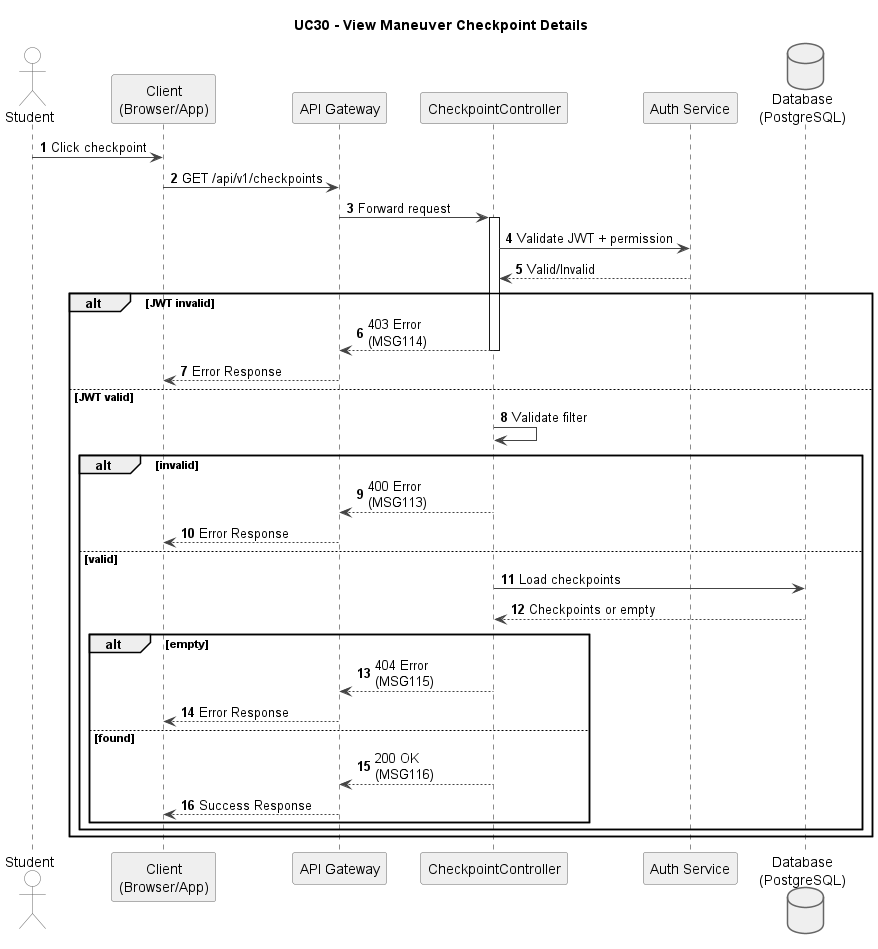 UC30 - View Maneuver Checkpoint Details
Student
Client
(Browser/App)
API Gateway
CheckpointController
Auth Service
Database
(PostgreSQL)
1 Click checkpoint
2 GET /api/v1/checkpoints
3 Forward request
4 Validate JWT + permission
5 Valid/Invalid
alt [JWT invalid]
6 403 Error
(MSG114)
7 Error Response
[JWT valid]
8 Validate filter
alt [invalid]
9 400 Error
(MSG113)
10 Error Response
[valid]
11 Load checkpoints
12 Checkpoints or empty
alt [empty]
13 404 Error
(MSG115)
14 Error Response
[found]
15 200 OK
(MSG116)
16 Success Response
Student
Client
(Browser/App)
API Gateway
CheckpointController
Auth Service
Database
(PostgreSQL)